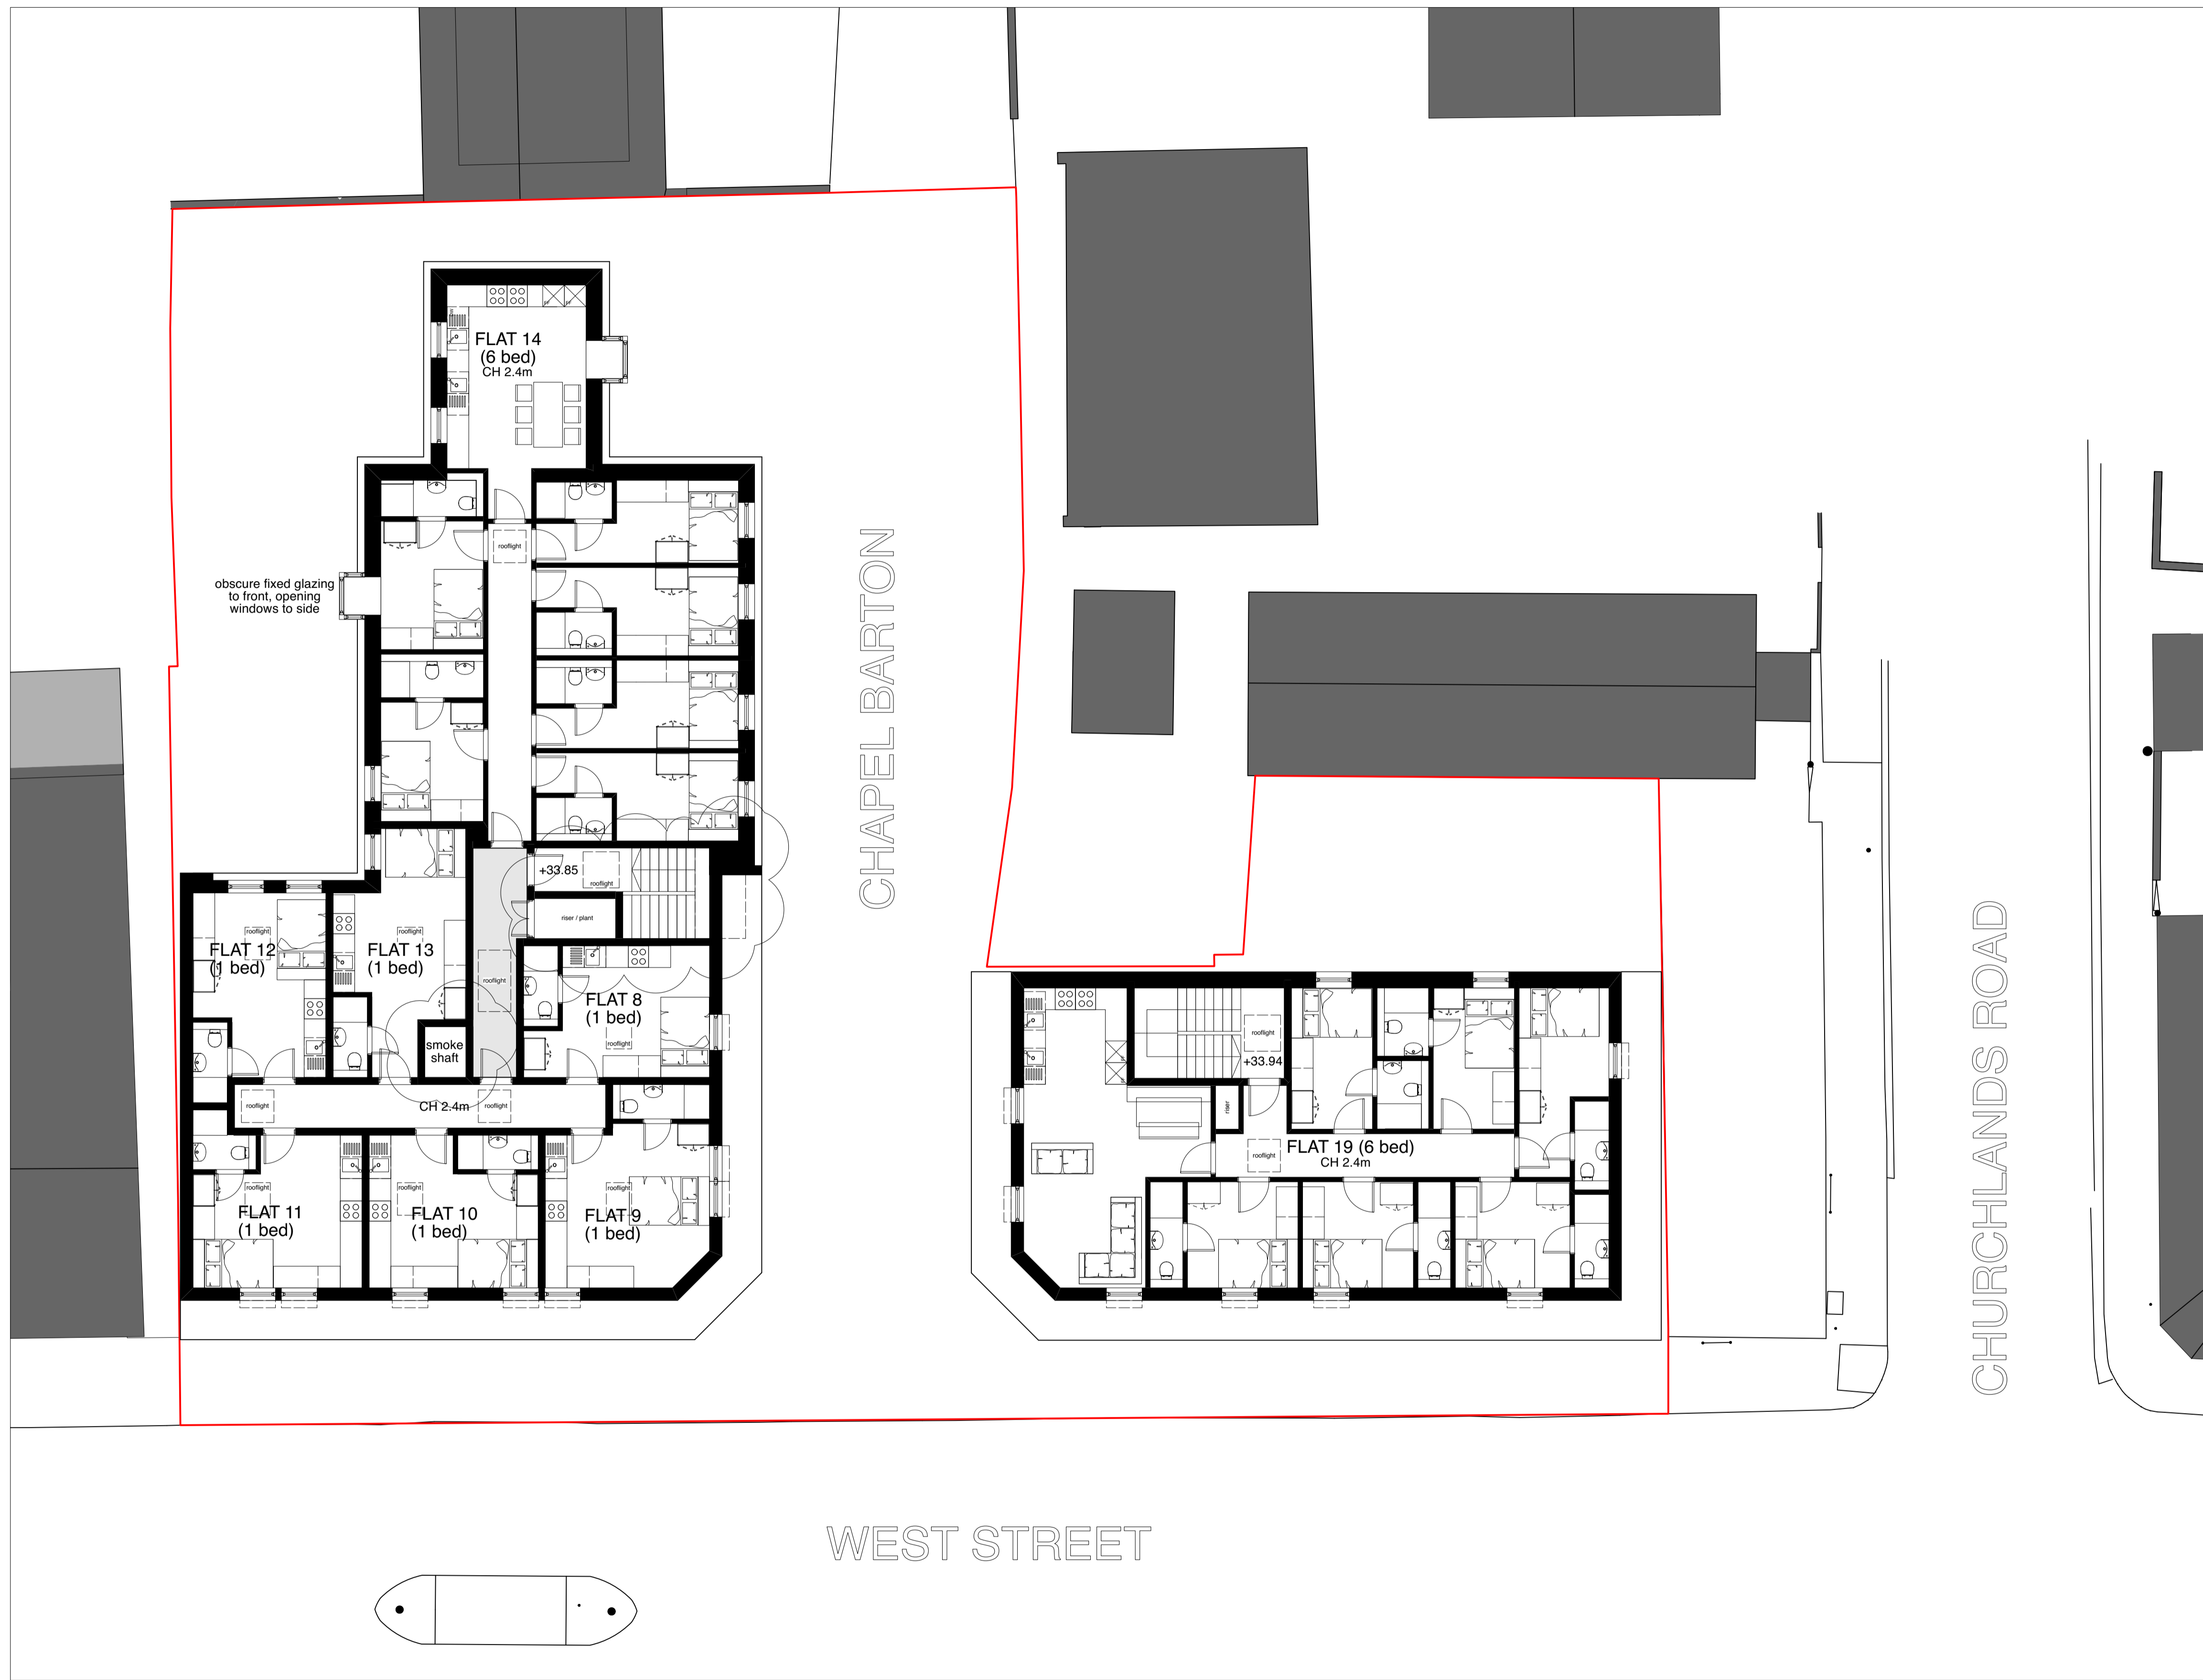 FLAT 14
(6 bed)
CH 2.4m
rooflight
obscure fixed glazing
to front, opening
windows to side
CHAPEL BARTON
+33.85
rooflight
riser / plant
rooflight
FLAT 12
(1 bed)
rooflight
FLAT 13
(1 bed)
rooflight
FLAT 8
(1 bed)
rooflight
smoke
shaft
rooflight
CH 2.4m
rooflight
rooflight
FLAT 11
(1 bed)
rooflight
FLAT 10
(1 bed)
rooflight
FLAT 9
(1 bed)
rooflight
+33.94
riser
FLAT 19 (6 bed)
CH 2.4m
rooflight
CHURCHLANDS ROAD
WEST STREET